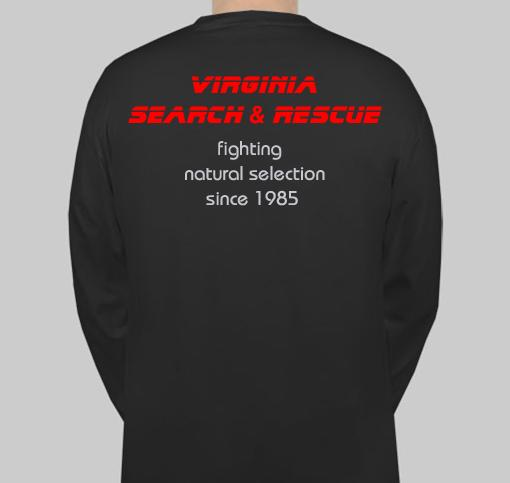 VIRGINIA
SEARCH & RESCUE
fighting
natural selection
since 1985